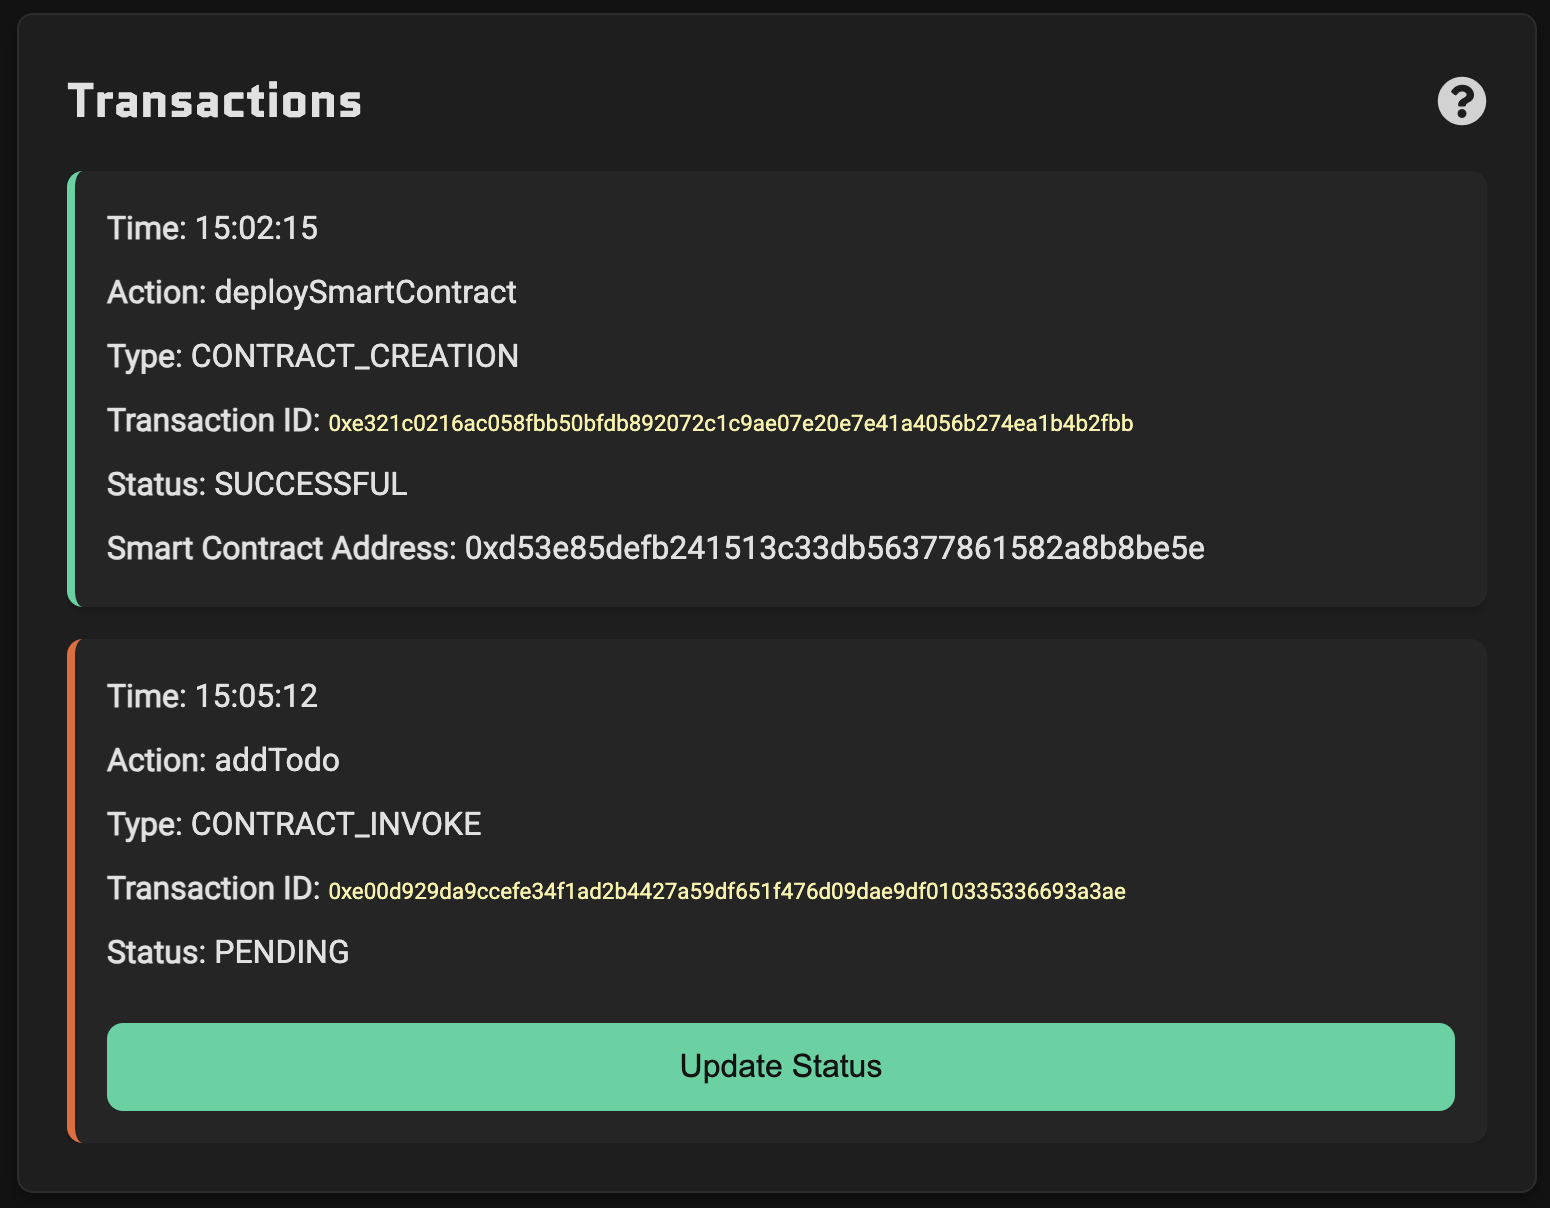 Transactions
?
Time: 15:02:15
Action: deploySmartContract
Type: CONTRACT_CREATION
Transaction ID: 0xe321c0216ac058fbb50bfdb892072c1c9ae07e20e7e41a4056b274ea1b4b2fbb
Status: SUCCESSFUL
Smart Contract Address: 0xd53e85defb241513c33db56377861582a8b8be5e
Time: 15:05:12
Action: addTodo
Type: CONTRACT_INVOKE
Transaction ID: 0xe00d929da9ccefe34f1ad2b4427a59df651f476d09dae9df010335336693a3ae
Status: PENDING
Update Status